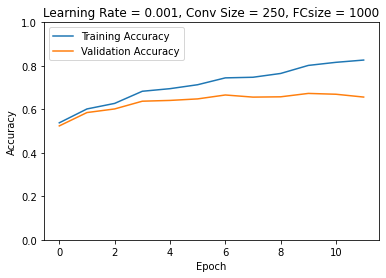 Learning Rate = 0.001, Conv Size = 250, FCsize = 1000
Training Accuracy
Validation Accuracy
1.0
0.8
0.6
0.4
0.2
0.0
Accuracy
0 2 4 6 8 10
Epoch